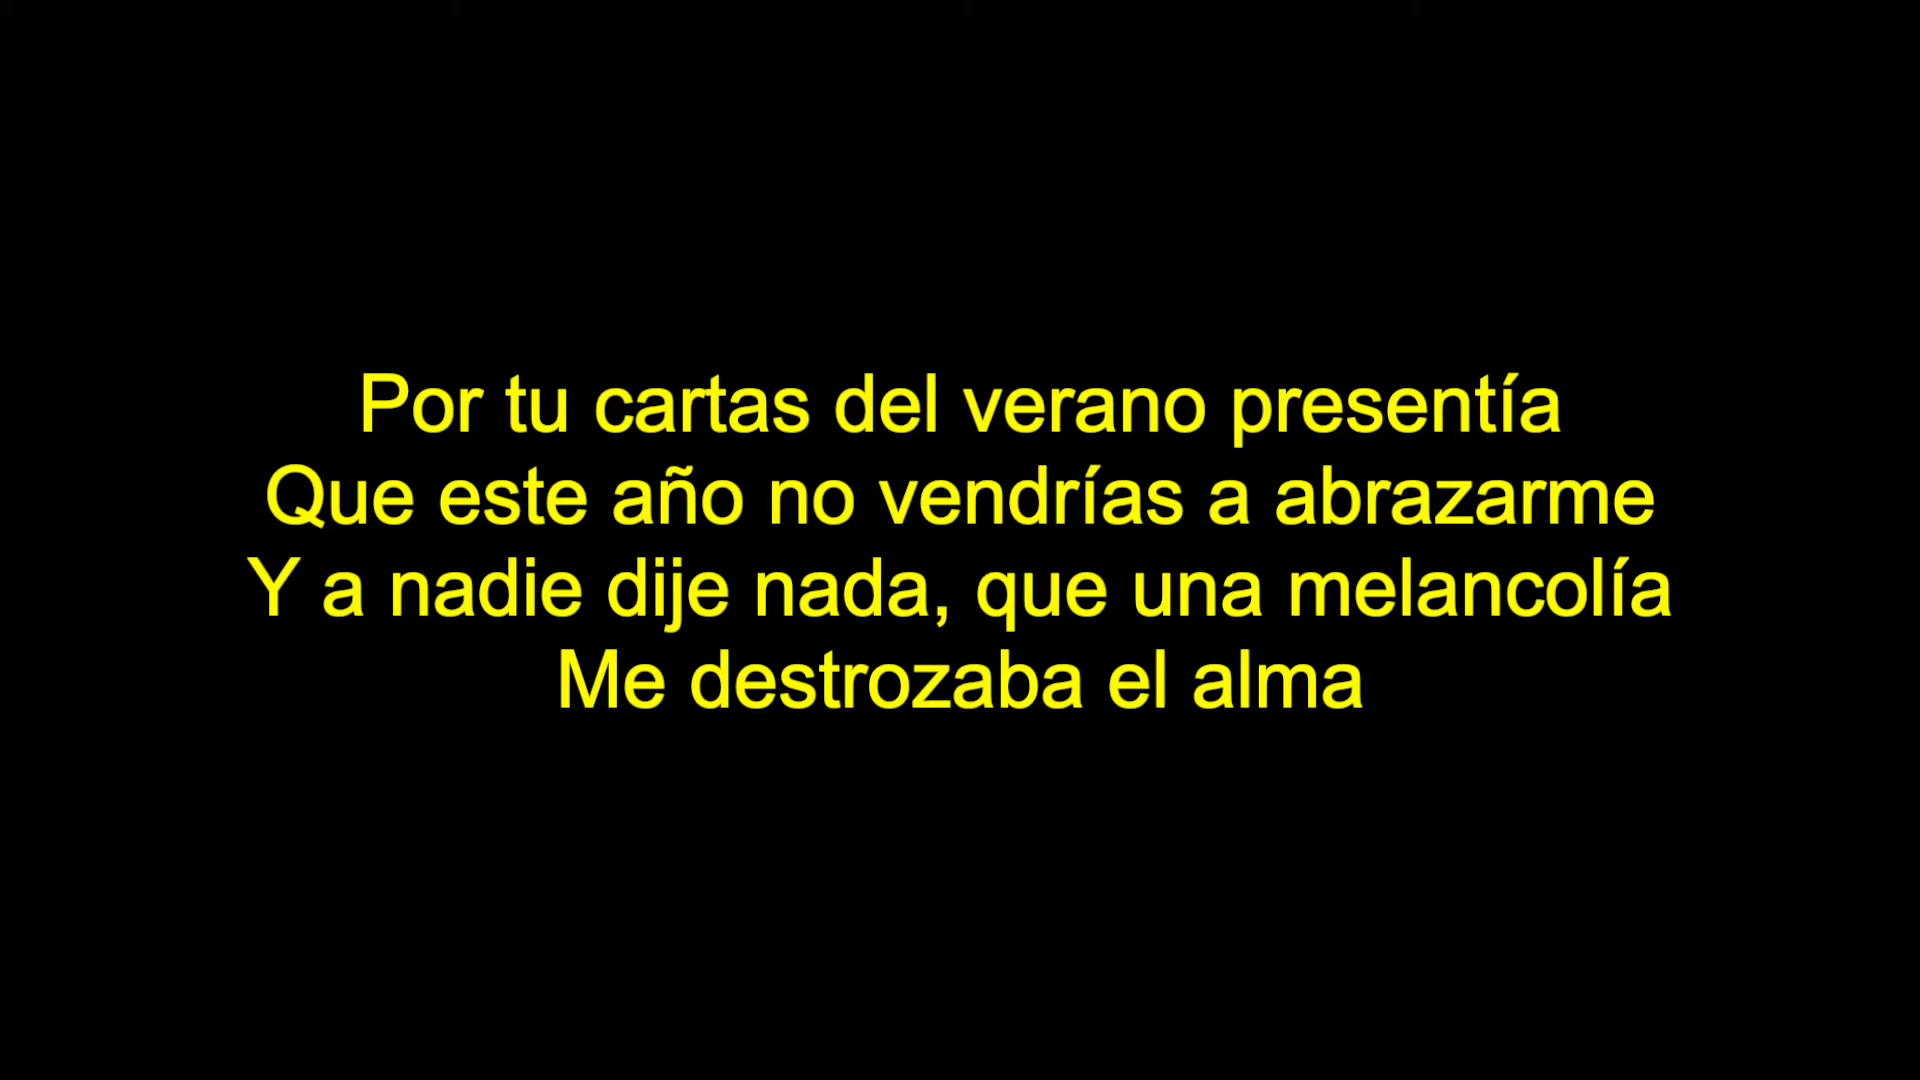 Por tu cartas del verano presentía
Que este año no vendrías a abrazarme
Y a nadie dije nada, que una melancolía
Me destrozaba el alma